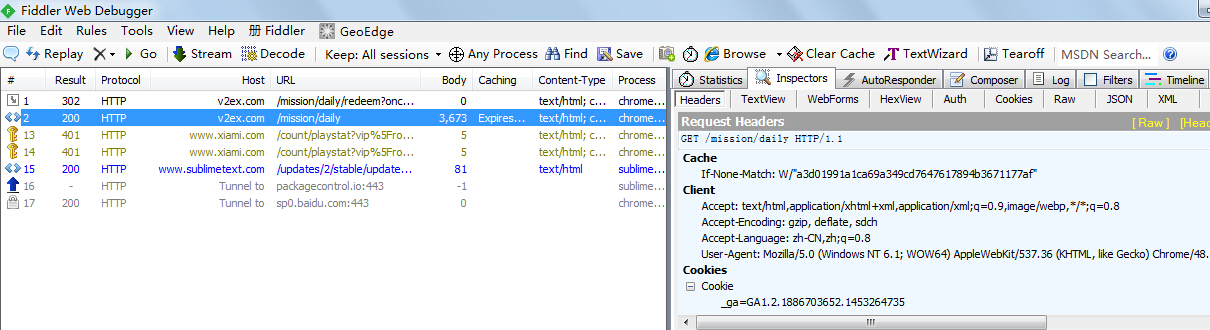 Fiddler Web Debugger
File Edit Rules Tools View Help Fiddler GeoEdge
Replay Go Stream Decode Keep: All sessions Any Process Find Save Browse Clear Cache TextWizard Tearoff MSDN Search...
# Result Protocol Host URL Body Caching Content-Type Process
1 302 HTTP v2ex.com /mission/daily/redeem?onc... 0 text/html; c... chrome...
2 200 HTTP v2ex.com /mission/daily 3,673 Expires... text/html; c... chrome...
13 401 HTTP www.xiami.com /count/playstat?vip%5Fro... 5 text/html; c... chrome...
14 401 HTTP www.xiami.com /count/playstat?vip%5Fro... 5 text/html; c... chrome...
15 200 HTTP www.sublimetext.com /updates/2/stable/update... 81 text/html sublime...
16 - HTTP Tunnel to packagecontrol.io:443 -1 sublime...
17 200 HTTP Tunnel to sp0.baidu.com:443 0 chrome...
Statistics Inspectors AutoResponder Composer Log Filters Timeline
Headers TextView WebForms HexView Auth Cookies Raw JSON XML
Request Headers [ Raw ] [Head
GET /mission/daily HTTP/1.1
Cache
If-None-Match: W/"a3d01991a1ca69a349cd7647617894b3671177af"
Client
Accept: text/html,application/xhtml+xml,application/xml;q=0.9,image/webp,*/*;q=0.8
Accept-Encoding: gzip, deflate, sdch
Accept-Language: zh-CN,zh;q=0.8
User-Agent: Mozilla/5.0 (Windows NT 6.1; WOW64) AppleWebKit/537.36 (KHTML, like Gecko) Chrome/48.
Cookies
Cookie
_ga=GA1.2.1886703652.1453264735